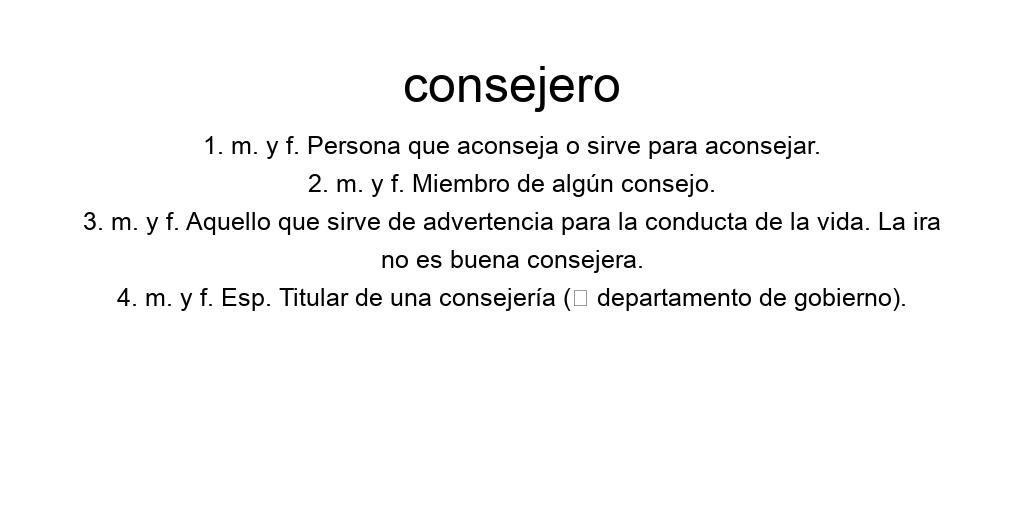 consejero
1. m. y f. Persona que aconseja o sirve para aconsejar.
2. m. y f. Miembro de algún consejo.
3. m. y f. Aquello que sirve de advertencia para la conducta de la vida. La ira
no es buena consejera.
4. m. y f. Esp. Titular de una consejería (▯ departamento de gobierno).